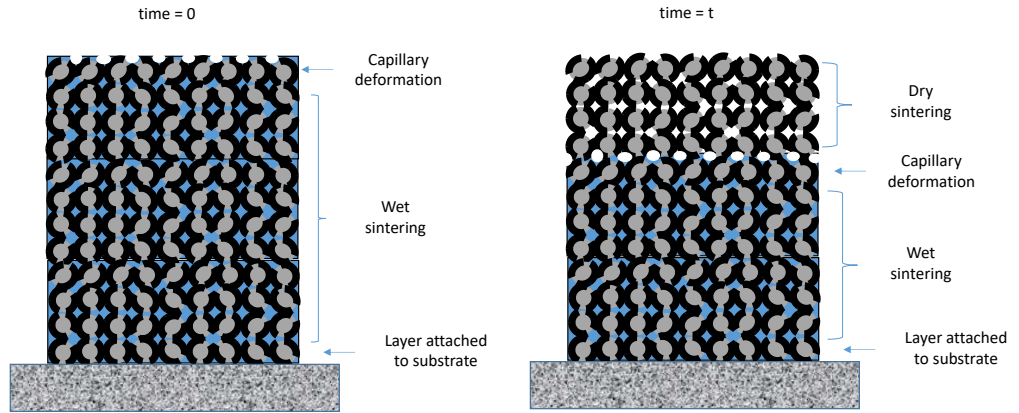 time = 0
Capillary
deformation
Wet
sintering
Layer attached
to substrate
time = t
Dry
sintering
Capillary
deformation
Wet
sintering
Layer attached
to substrate